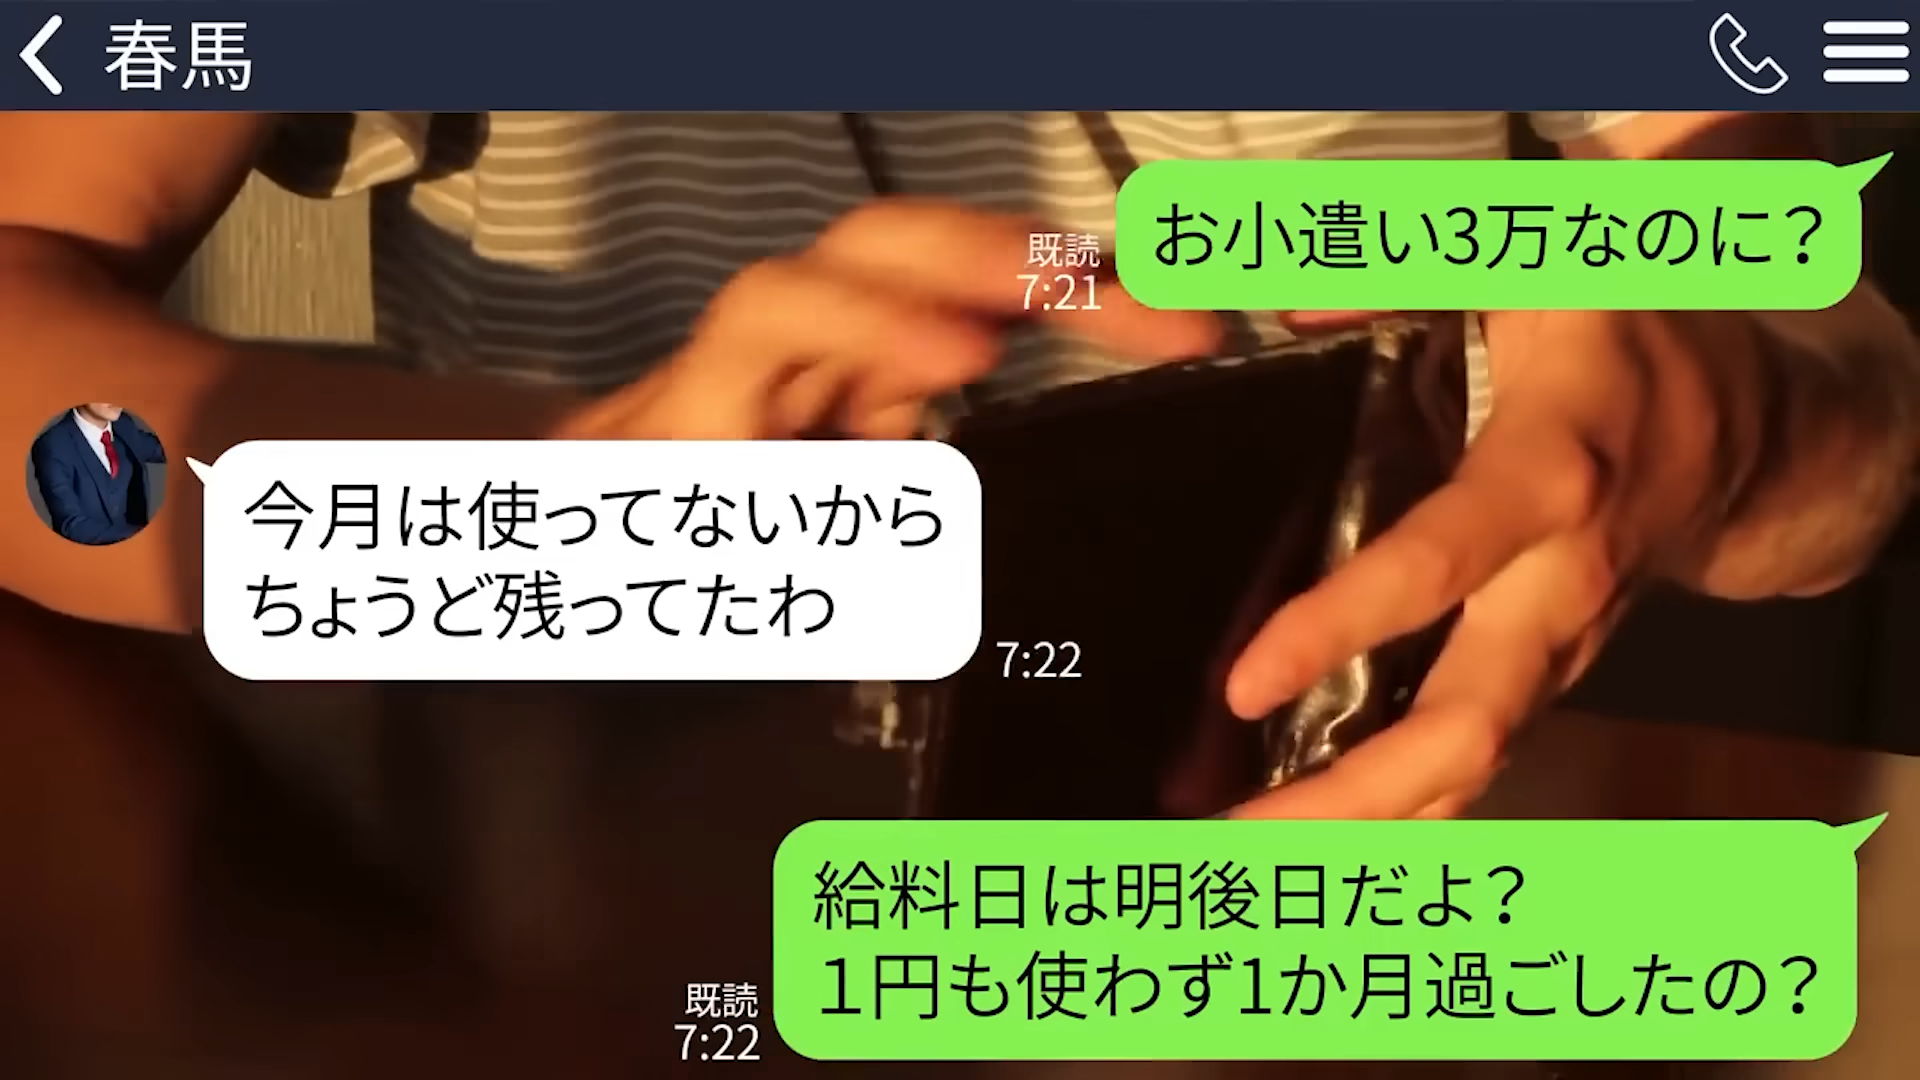 春馬
お小遣い3万なのに？
既読
7:21
今月は使ってないから
ちょうど残ってたわ
7:22
給料日は明後日だよ？
１円も使わず1か月過ごしたの？
既読
7:22